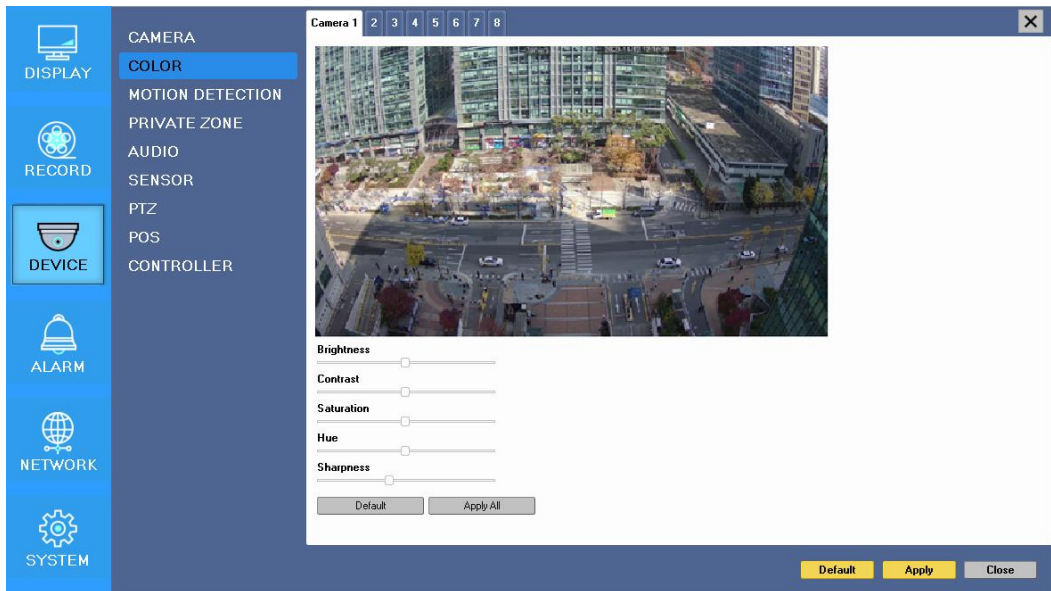 DISPLAY
RECORD
DEVICE
ALARM
NETWORK
SYSTEM
CAMERA
COLOR
MOTION DETECTION
PRIVATE ZONE
AUDIO
SENSOR
PTZ
POS
CONTROLLER
Camera 1 2 3 4 5 6 7 8
Brightness
Contrast
Saturation
Hue
Sharpness
Default Apply All
Default Apply Close